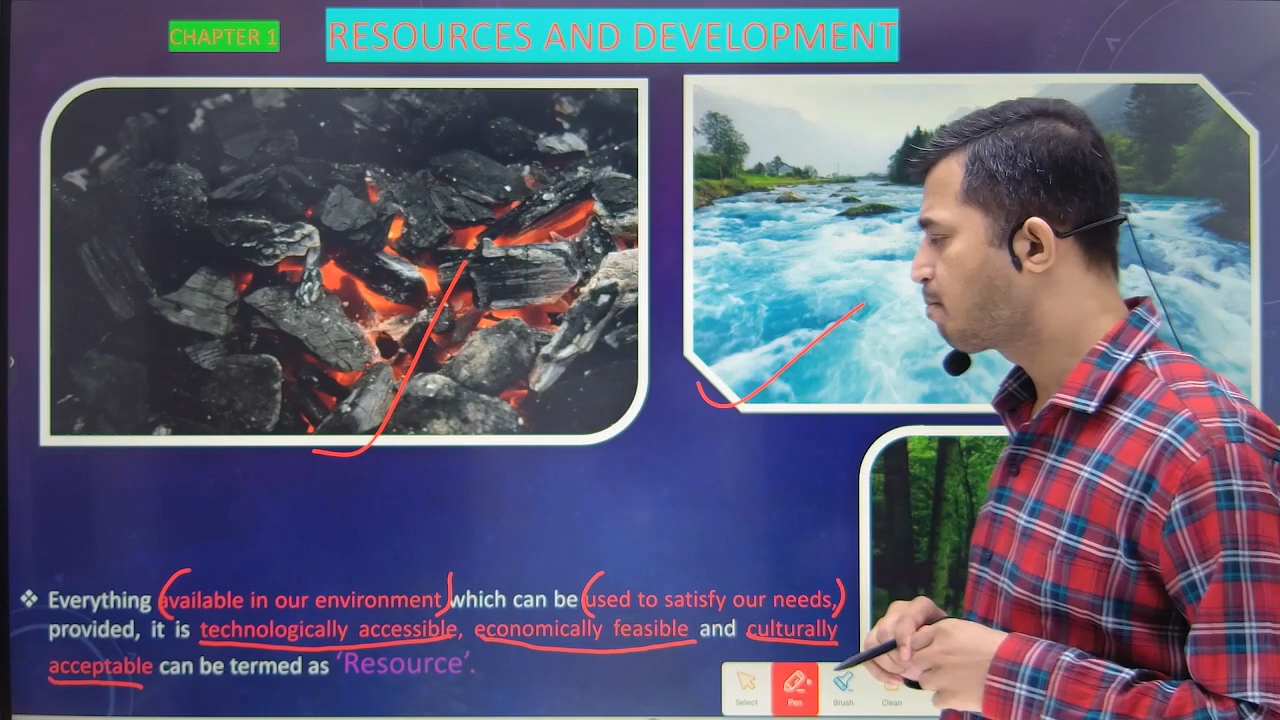 CHAPTER 1
RESOURCES AND DEVELOPMENT
❖ Everything available in our environment which can be used to satisfy our needs,
provided, it is technologically accessible, economically feasible and culturally
acceptable can be termed as ‘Resource’.
Select Pen Brush Clean